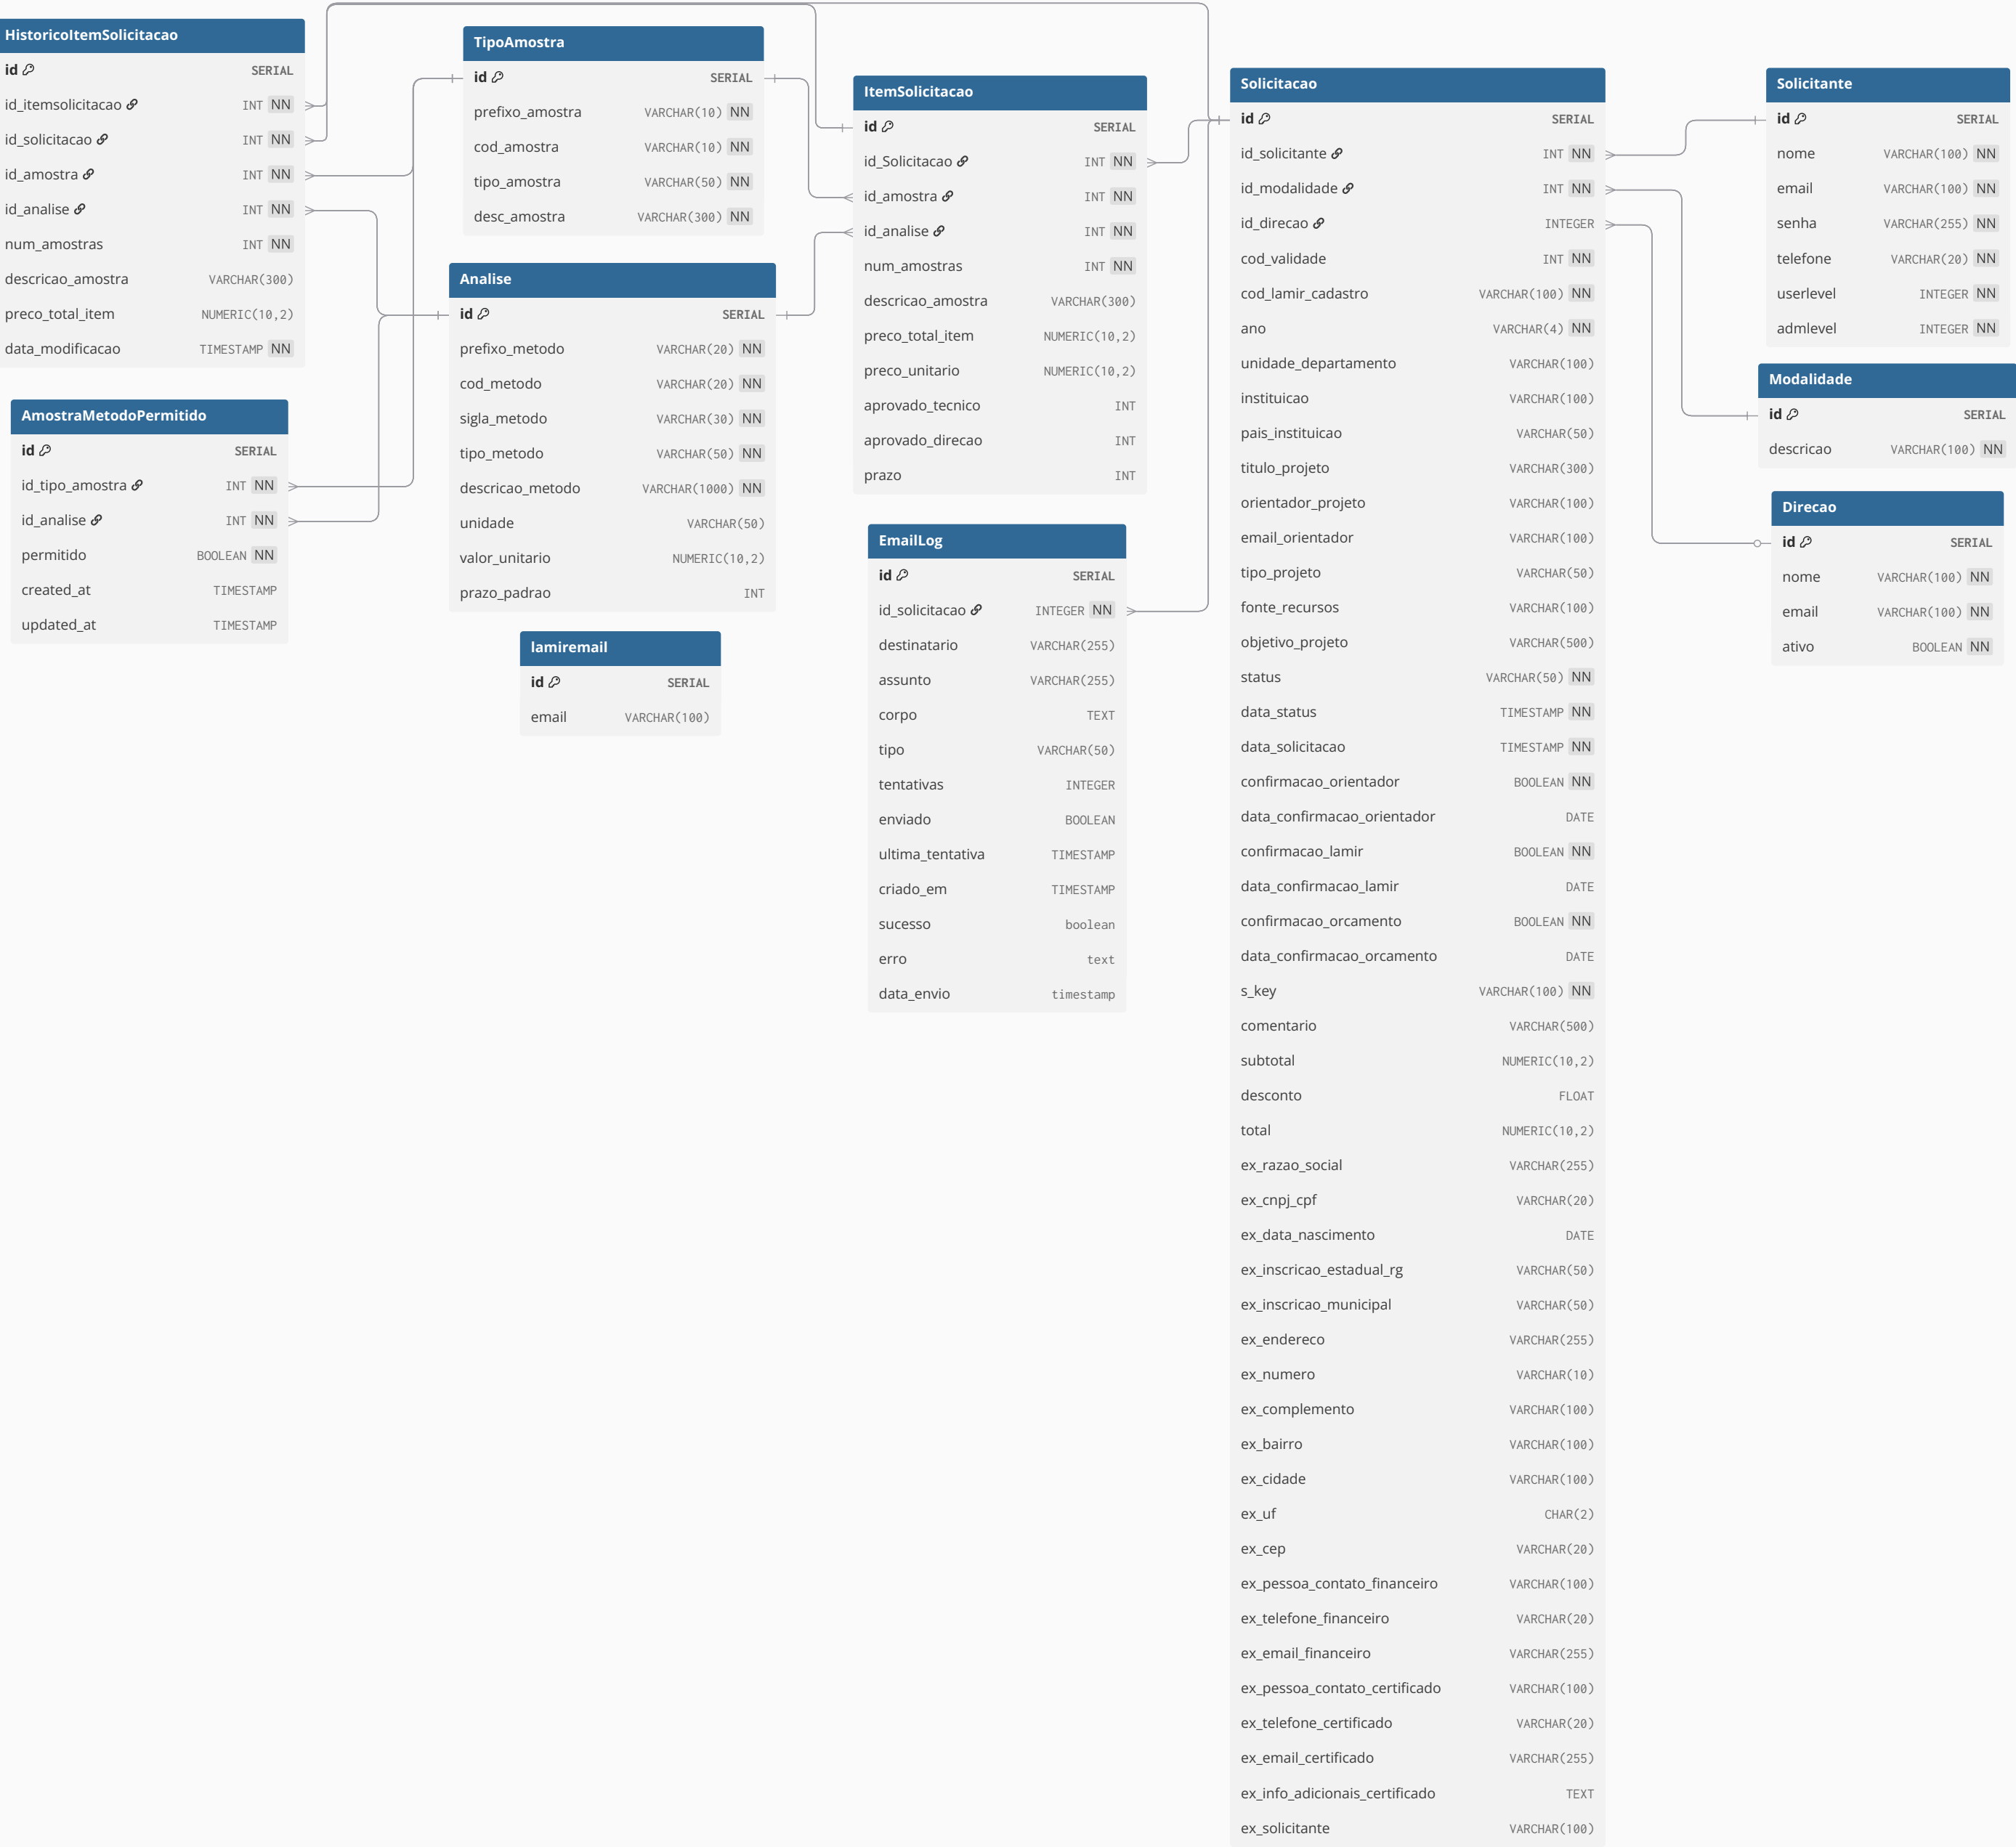 HistoricoItemSolicitacao
id SERIAL
id_itemsolicitacao INT NN
id_solicitacao INT NN
id_amostra INT NN
id_analise INT NN
num_amostras INT NN
descricao_amostra VARCHAR(300)
preco_total_item NUMERIC(10,2)
data_modificacao TIMESTAMP NN
AmostraMetodoPermitido
id SERIAL
id_tipo_amostra INT NN
id_analise INT NN
permitido BOOLEAN NN
created_at TIMESTAMP
updated_at TIMESTAMP
TipoAmostra
id SERIAL
prefixo_amostra VARCHAR(10) NN
cod_amostra VARCHAR(10) NN
tipo_amostra VARCHAR(50) NN
desc_amostra VARCHAR(300) NN
Analise
id SERIAL
prefixo_metodo VARCHAR(20) NN
cod_metodo VARCHAR(20) NN
sigla_metodo VARCHAR(30) NN
tipo_metodo VARCHAR(50) NN
descricao_metodo VARCHAR(1000) NN
unidade VARCHAR(50)
valor_unitario NUMERIC(10,2)
prazo_padrao INT
lamiremail
id SERIAL
email VARCHAR(100)
ItemSolicitacao
id SERIAL
id_Solicitacao INT NN
id_amostra INT NN
id_analise INT NN
num_amostras INT NN
descricao_amostra VARCHAR(300)
preco_total_item NUMERIC(10,2)
preco_unitario NUMERIC(10,2)
aprovado_tecnico INT
aprovado_direcao INT
prazo INT
EmailLog
id SERIAL
id_solicitacao INTEGER NN
destinatario VARCHAR(255)
assunto VARCHAR(255)
corpo TEXT
tipo VARCHAR(50)
tentativas INTEGER
enviado BOOLEAN
ultima_tentativa TIMESTAMP
criado_em TIMESTAMP
sucesso boolean
erro text
data_envio timestamp
Solicitacao
id SERIAL
id_solicitante INT NN
id_modalidade INT NN
id_direcao INTEGER
cod_validade INT NN
cod_lamir_cadastro VARCHAR(100) NN
ano VARCHAR(4) NN
unidade_departamento VARCHAR(100)
instituicao VARCHAR(100)
pais_instituicao VARCHAR(50)
titulo_projeto VARCHAR(300)
orientador_projeto VARCHAR(100)
email_orientador VARCHAR(100)
tipo_projeto VARCHAR(50)
fonte_recursos VARCHAR(100)
objetivo_projeto VARCHAR(500)
status VARCHAR(50) NN
data_status TIMESTAMP NN
data_solicitacao TIMESTAMP NN
confirmacao_orientador BOOLEAN NN
data_confirmacao_orientador DATE
confirmacao_lamir BOOLEAN NN
data_confirmacao_lamir DATE
confirmacao_orcamento BOOLEAN NN
data_confirmacao_orcamento DATE
s_key VARCHAR(100) NN
comentario VARCHAR(500)
subtotal NUMERIC(10,2)
desconto FLOAT
total NUMERIC(10,2)
ex_razao_social VARCHAR(255)
ex_cnpj_cpf VARCHAR(20)
ex_data_nascimento DATE
ex_inscricao_estadual_rg VARCHAR(50)
ex_inscricao_municipal VARCHAR(50)
ex_endereco VARCHAR(255)
ex_numero VARCHAR(10)
ex_complemento VARCHAR(100)
ex_bairro VARCHAR(100)
ex_cidade VARCHAR(100)
ex_uf CHAR(2)
ex_cep VARCHAR(20)
ex_pessoa_contato_financeiro VARCHAR(100)
ex_telefone_financeiro VARCHAR(20)
ex_email_financeiro VARCHAR(255)
ex_pessoa_contato_certificado VARCHAR(100)
ex_telefone_certificado VARCHAR(20)
ex_email_certificado VARCHAR(255)
ex_info_adicionais_certificado TEXT
ex_solicitante VARCHAR(100)
Solicitante
id SERIAL
nome VARCHAR(100) NN
email VARCHAR(100) NN
senha VARCHAR(255) NN
telefone VARCHAR(20) NN
userlevel INTEGER NN
admlevel INTEGER NN
Modalidade
id SERIAL
descricao VARCHAR(100) NN
Direcao
id SERIAL
nome VARCHAR(100) NN
email VARCHAR(100) NN
ativo BOOLEAN NN